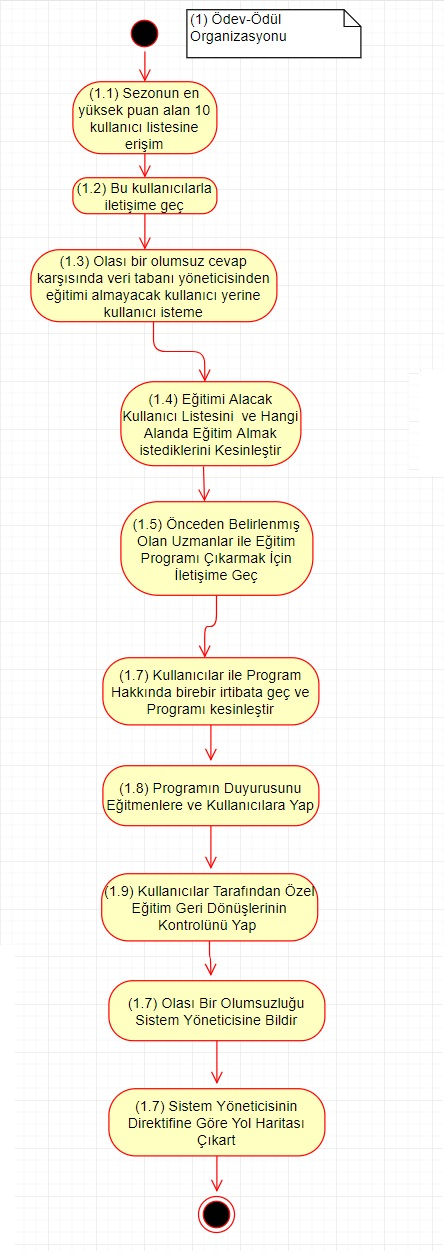 (1) Ödev-Ödül
Organizasyonu
(1.1) Sezonun en
yüksek puan alan 10
kullanıcı listesine
erişim
(1.2) Bu kullanıcılarla
iletişime geç
(1.3) Olası bir olumsuz cevap
karşısında veri tabanı yöneticisinden
eğitimi almayacak kullanıcı yerine
kullanıcı isteme
(1.4) Eğitimi Alacak
Kullanıcı Listesini ve Hangi
Alanda Eğitim Almak
istediklerini Kesinleştir
(1.5) Önceden Belirlenmış
Olan Uzmanlar ile Eğitim
Programı Çıkarmak İçin
İletişime Geç
(1.7) Kullanıcılar ile Program
Hakkında birebir irtibata geç ve
Programı kesinleştir
(1.8) Programın Duyurusunu
Eğitmenlere ve Kullanıcılara Yap
(1.9) Kullanıcılar Tarafından Özel
Eğitim Geri Dönüşlerinin
Kontrolünü Yap
(1.7) Olası Bir Olumsuzluğu
Sistem Yöneticisine Bildir
(1.7) Sistem Yöneticisinin
Direktifine Göre Yol Haritası
Çıkart